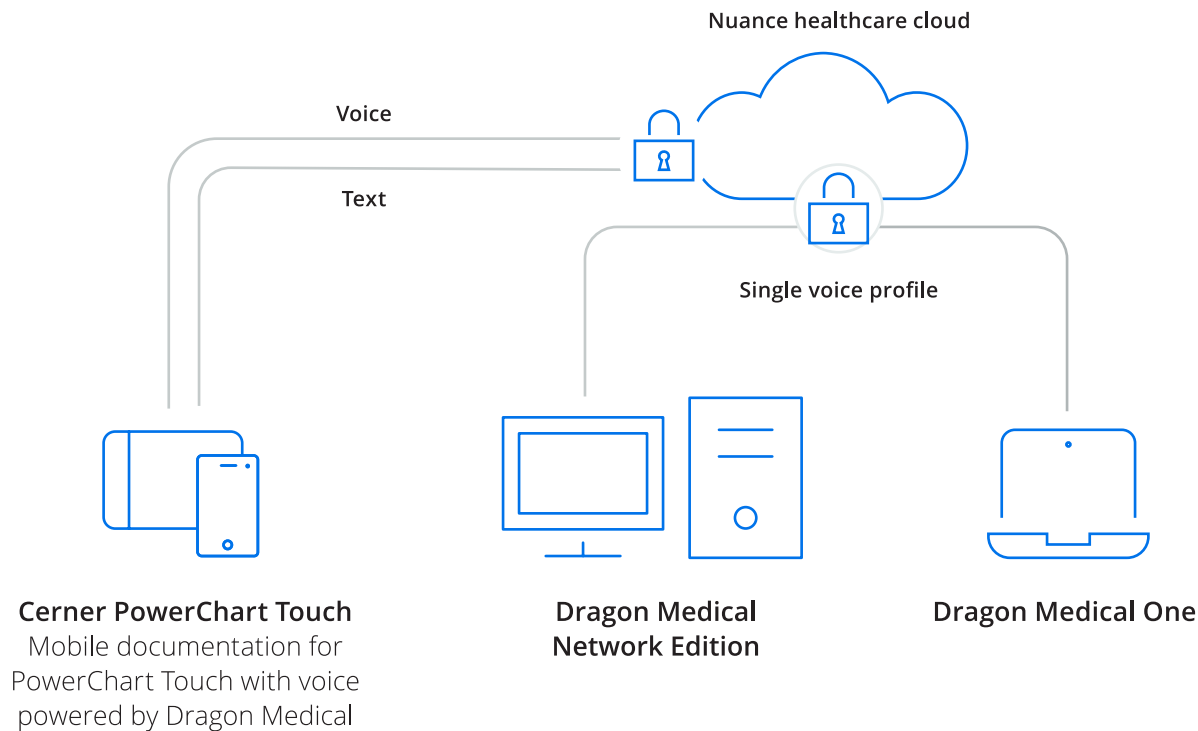 Nuance healthcare cloud
Voice
Text
Single voice profile
Cerner PowerChart Touch
Mobile documentation for
PowerChart Touch with voice
powered by Dragon Medical
Dragon Medical
Network Edition
Dragon Medical One